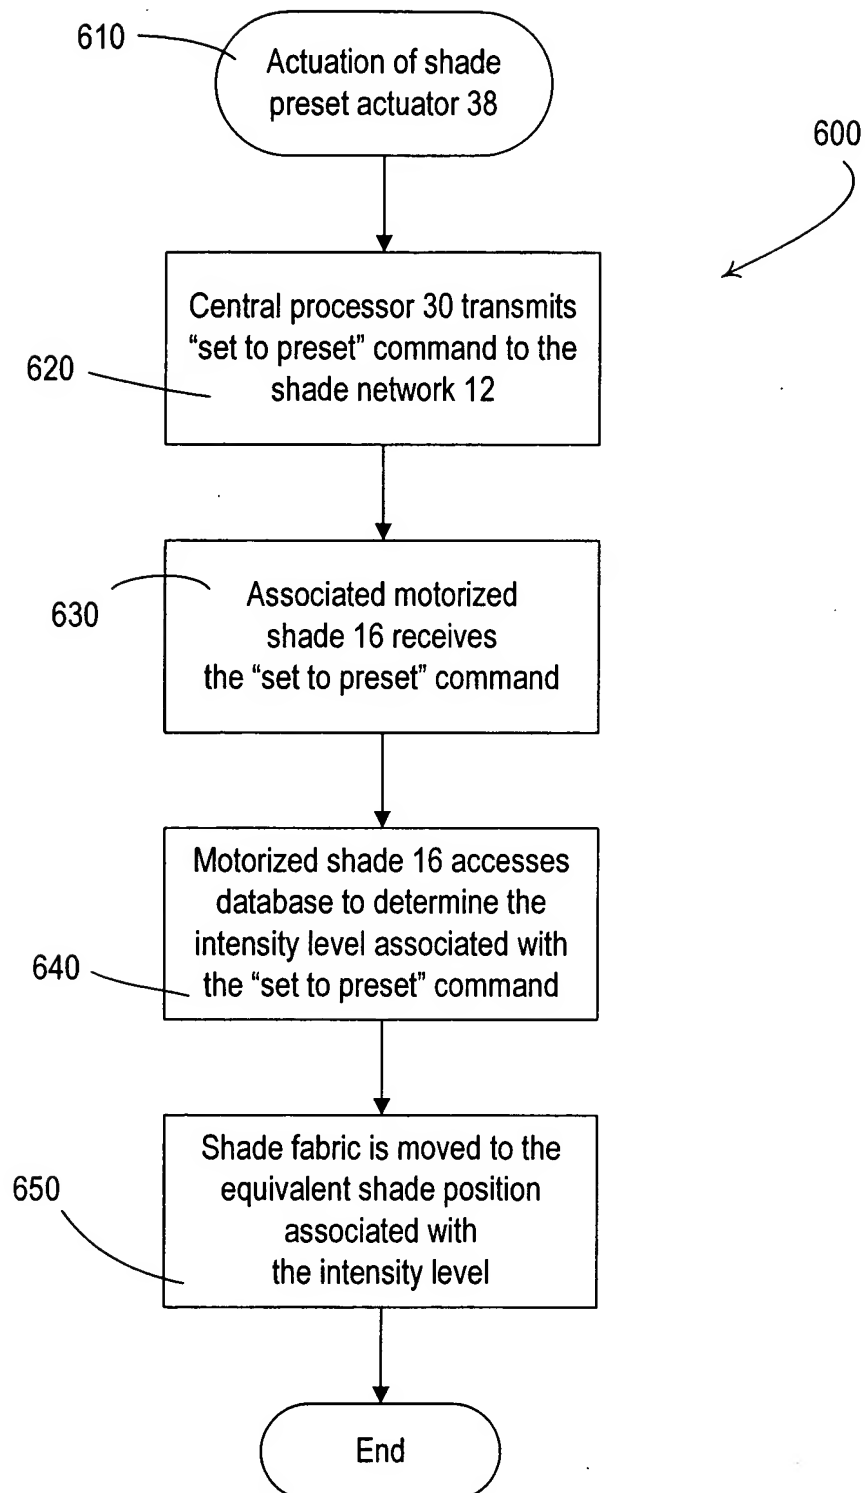 610
Actuation of shade
preset actuator 38
600
Central processor 30 transmits
“set to preset” command to the
shade network 12
620
Associated motorized
shade 16 receives
the “set to preset” command
630
Motorized shade 16 accesses
database to determine the
intensity level associated with
the “set to preset” command
640
Shade fabric is moved to the
equivalent shade position
associated with
the intensity level
650
End